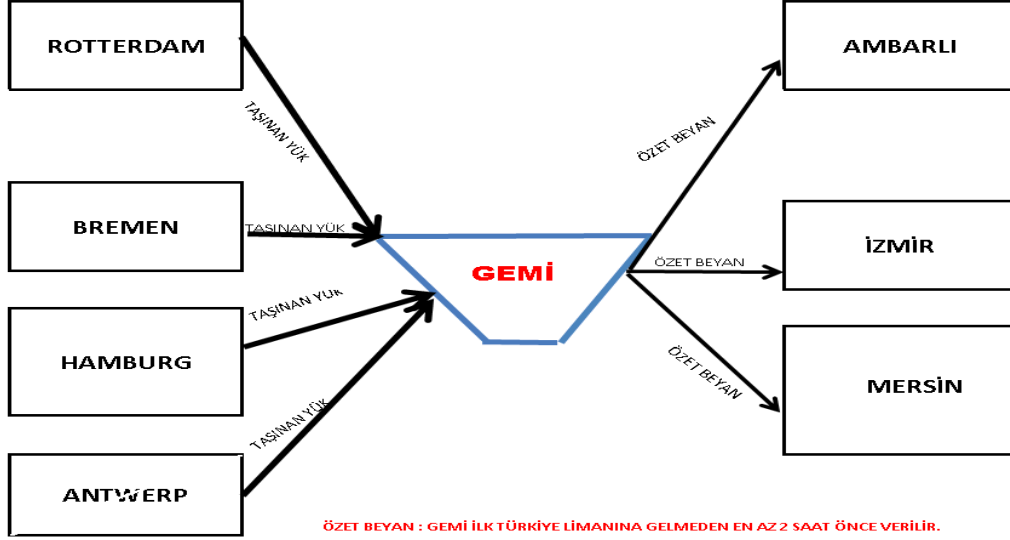 ROTTERDAM
TAŞINAN YÜK
BREMEN
TAŞINAN YÜK
HAMBURG
TAŞINAN YÜK
ANTWERP
TAŞINAN YÜK
GEMİ
ÖZET BEYAN
AMBARLI
ÖZET BEYAN
İZMİR
ÖZET BEYAN
MERSİN
ÖZET BEYAN : GEMİ İLK TÜRKİYE LİMANINA GELMEDEN EN AZ 2 SAAT ÖNCE VERİLİR.